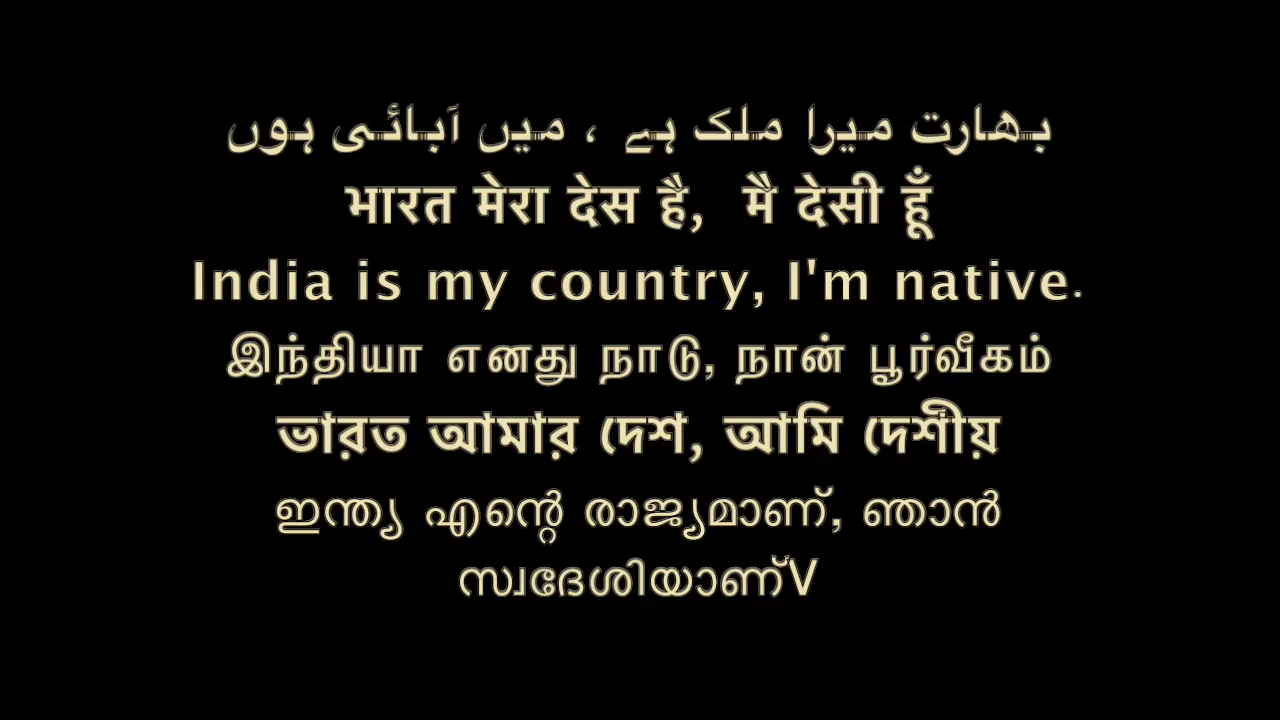 بھارت میرا ملک ہے ، میں آبائی ہوں
भारत मेरा देस है, मै देसी हूँ
India is my country, I'm native.
இந்தியா எனது நாடு, நான் பூர்வீகம்
ভারত আমার দেশ, আমি দেশীয়
ഇന്ത്യ എന്റെ രാജ്യമാണ്, ഞാൻ
സ്വദേശിയാണ്V